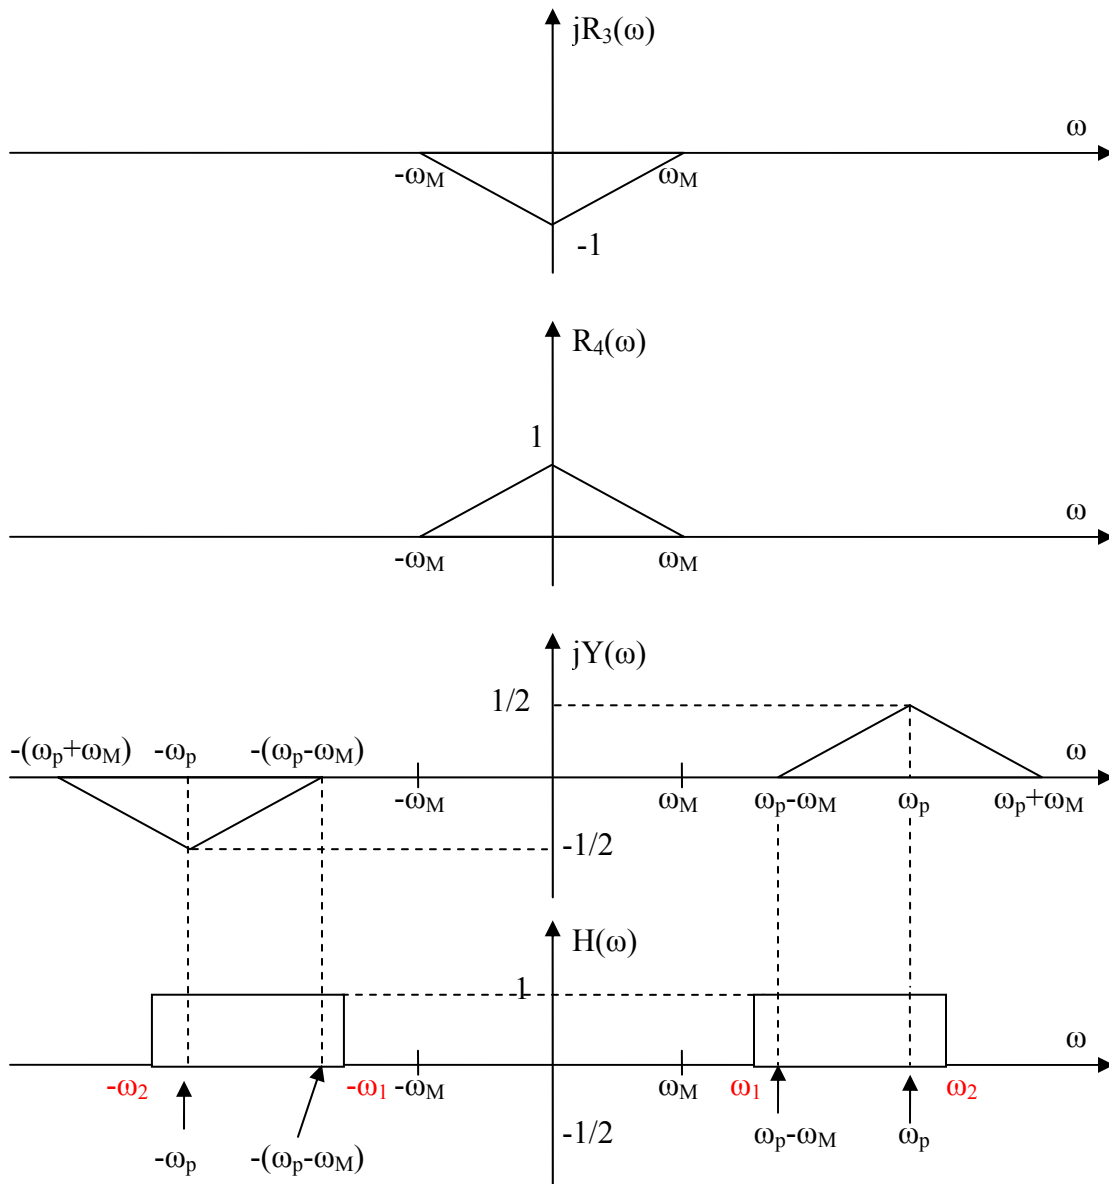 jR₃(ω)
ω
-ω_M ω_M
-1
R₄(ω)
1
ω
-ω_M ω_M
jY(ω)
1/2
-(ω_p+ω_M) -ω_p -(ω_p-ω_M) ω
-ω_M ω_M ω_p-ω_M ω_p ω_p+ω_M
-1/2
H(ω)
1
ω
-ω₂ -ω₁ -ω_M ω_M ω₁ ω₂
-ω_p -(ω_p-ω_M) -1/2 ω_p-ω_M ω_p